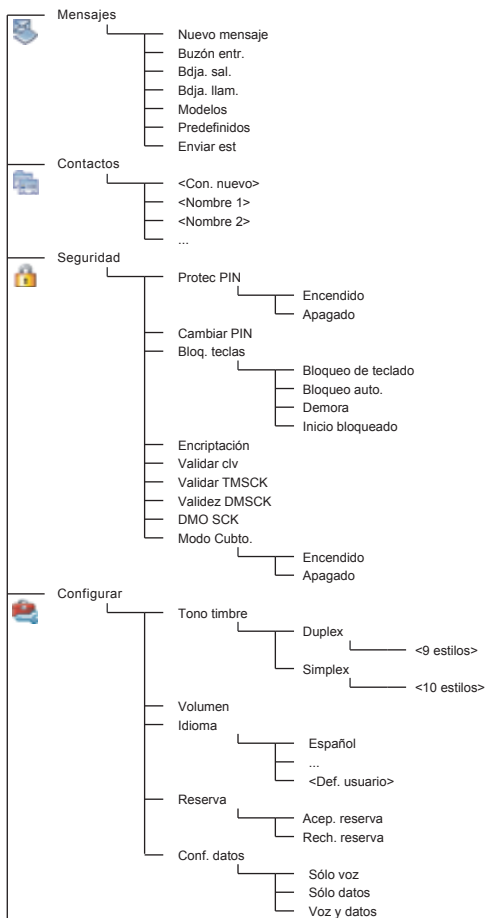 Mensajes
Nuevo mensaje
Buzón entr.
Bdja. sal.
Bdja. llam.
Modelos
Predefinidos
Enviar est
Contactos
<Con. nuevo>
<Nombre 1>
<Nombre 2>
...
Seguridad
Protec PIN
Encendido
Apagado
Cambiar PIN
Bloq. teclas
Bloqueo de teclado
Bloqueo auto.
Demora
Inicio bloqueado
Encriptación
Validar clv
Validar TMSCK
Validez DMSCK
DMO SCK
Modo Cubto.
Encendido
Apagado
Configurar
Tono timbre
Duplex
<9 estilos>
Simplex
<10 estilos>
Volumen
Idioma
Español
...
<Def. usuario>
Reserva
Acep. reserva
Rech. reserva
Conf. datos
Sólo voz
Sólo datos
Voz y datos